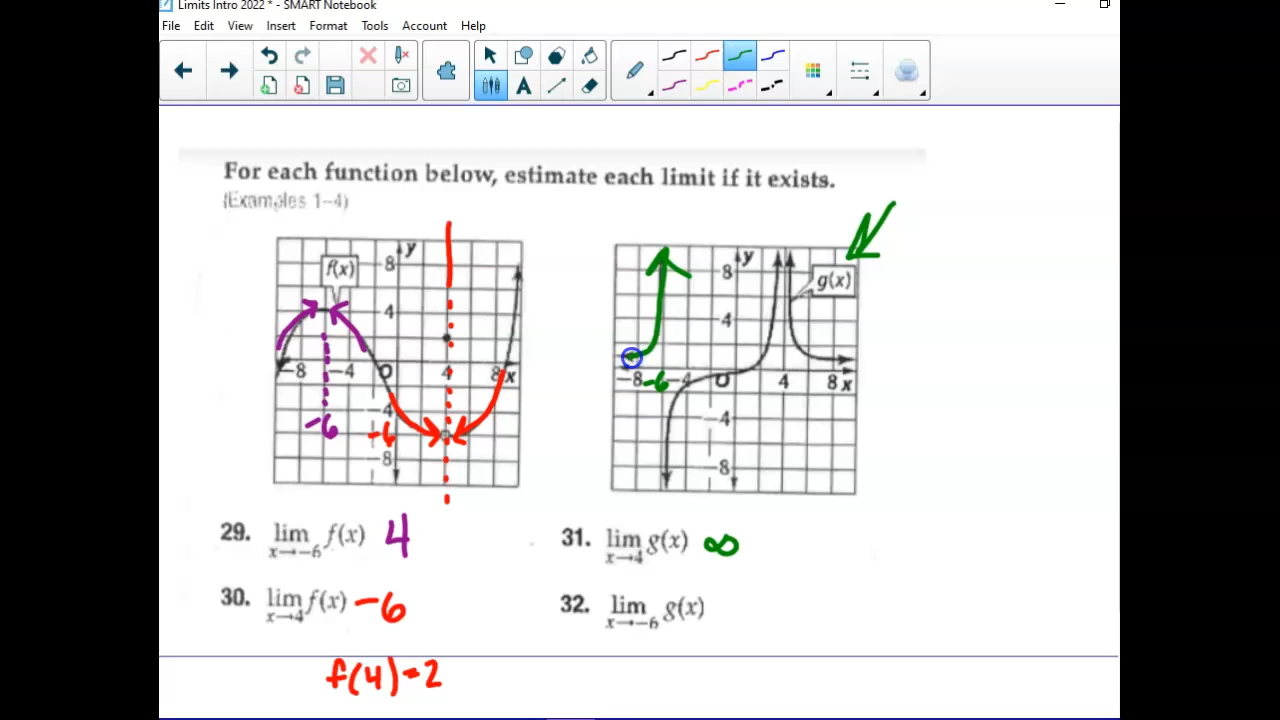 Limits Intro 2022 * - SMART Notebook
File Edit View Insert Format Tools Account Help
For each function below, estimate each limit if it exists.
(Examples 1–4)
y
f(x)
8
4
−8 −4 O 4 8 x
−4
−6
−6
−8
y
8
g(x)
4
−8 −6 −4 O 4 8 x
−4
−8
29. lim f(x) 4
x→−6
30. lim f(x) −6
x→4
f(4)=2
31. lim g(x) ∞
x→4
32. lim g(x)
x→−6